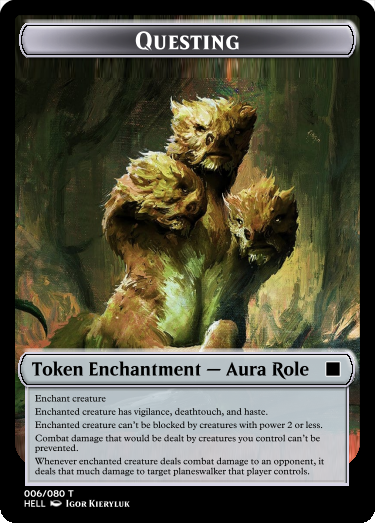 Questing
Token Enchantment — Aura Role
Enchant creature
Enchanted creature has vigilance, deathtouch, and haste.
Enchanted creature can't be blocked by creatures with power 2 or less.
Combat damage that would be dealt by creatures you control can't be
prevented.
Whenever enchanted creature deals combat damage to an opponent, it
deals that much damage to target planeswalker that player controls.
006/080 T
HELL Igor Kieryluk